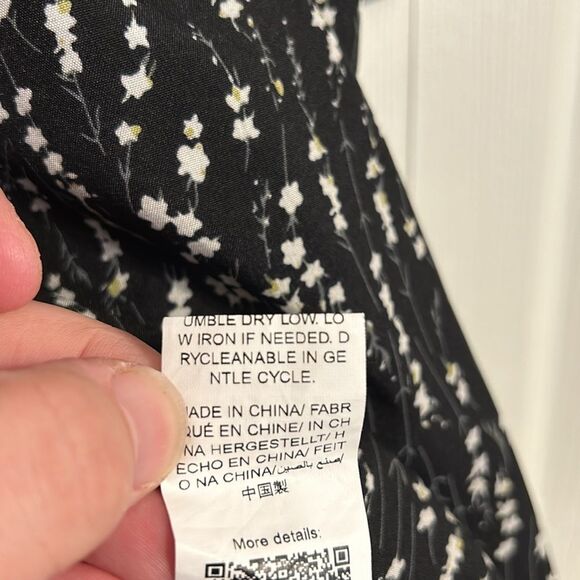 UMBLE DRY LOW. LO
W IRON IF NEEDED. D
RYCLEANABLE IN GE
NTLE CYCLE.
MADE IN CHINA/ FABR
QUÉ EN CHINE/ IN CH
NA HERGESTELLT/ H
ECHO EN CHINA/ FEIT
O NA CHINA/صنع بالصين/
中国製
More details: